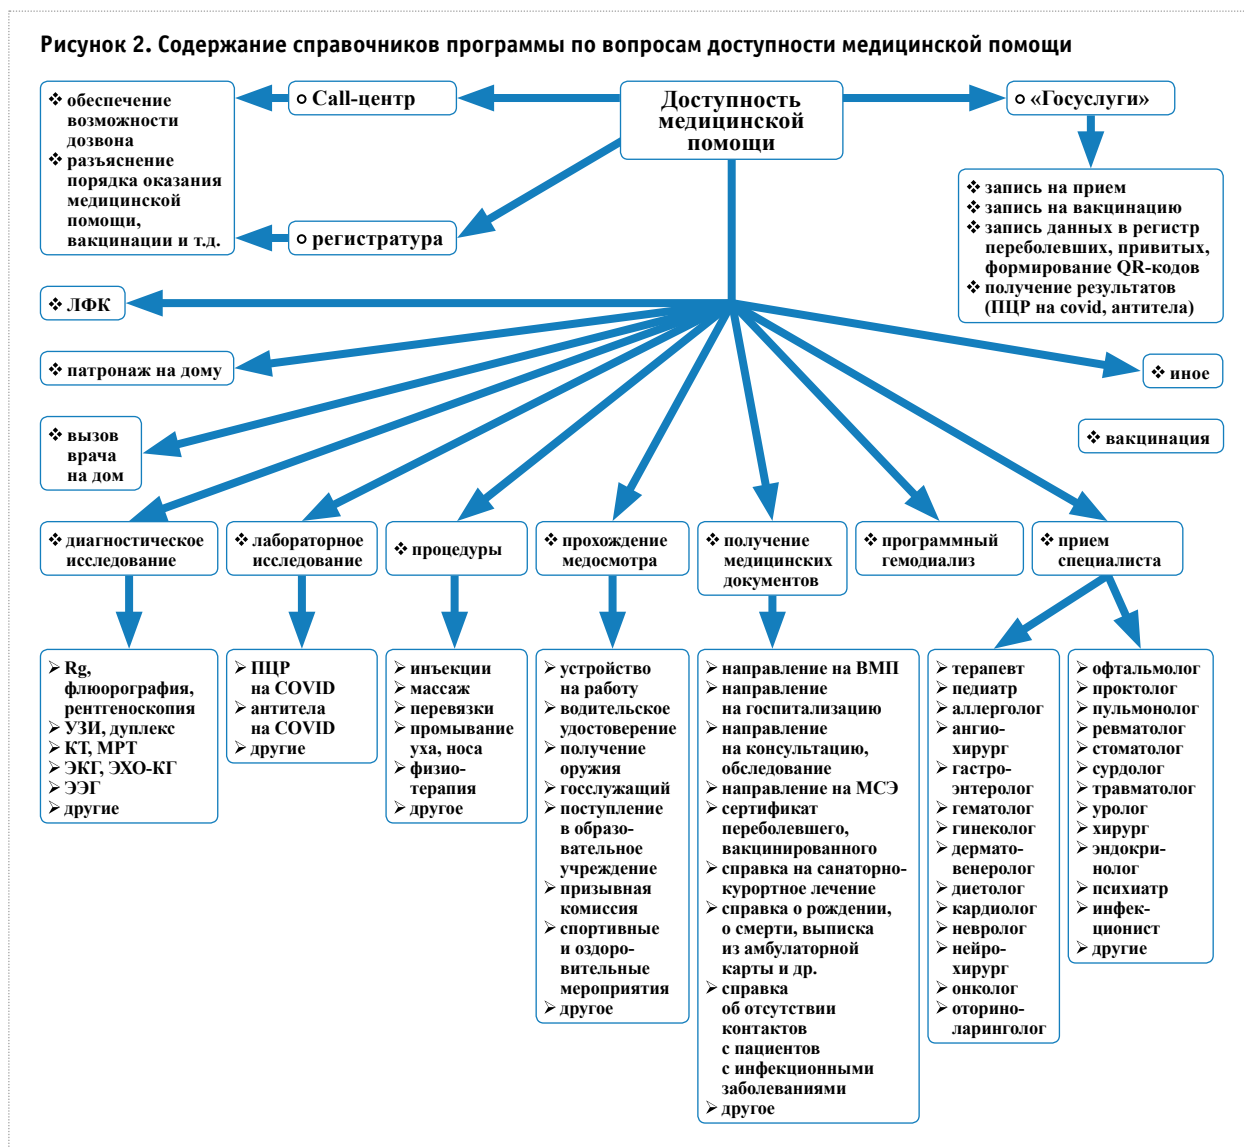 Рисунок 2. Содержание справочников программы по вопросам доступности медицинской помощи
❖ обеспечение
возможности
дозвона
❖ разъяснение
порядка оказания
медицинской
помощи,
вакцинации и т.д.
Call-центр
регистратура
Доступность
медицинской
помощи
«Госуслуги»
❖ запись на прием
❖ запись на вакцинацию
❖ запись данных в регистр
переболевших, привитых,
формирование QR-кодов
❖ получение результатов
(ПЦР на covid, антитела)
❖ ЛФК
❖ патронаж на дому
❖ иное
❖ вызов
врача
на дом
❖ вакцинация
❖ диагностическое
исследование
❖ лабораторное
исследование
❖ процедуры
❖ прохождение
медосмотра
❖ получение
медицинских
документов
❖ программный
гемодиализ
❖ прием
специалиста
➢ Rg,
флюорография,
рентгеноскопия
➢ УЗИ, дуплекс
➢ КТ, МРТ
➢ ЭКГ, ЭХО-КГ
➢ ЭЭГ
➢ другие
➢ ПЦР
на COVID
➢ антитела
на COVID
➢ другие
➢ инъекции
➢ массаж
➢ перевязки
➢ промывание
уха, носа
➢ физио-
терапия
➢ другое
➢ устройство
на работу
➢ водительское
удостоверение
➢ получение
оружия
➢ госслужащий
➢ поступление
в образо-
вательное
учреждение
➢ призывная
комиссия
➢ спортивные
и оздоро-
вительные
мероприятия
➢ другое
➢ направление на ВМП
➢ направление
на госпитализацию
➢ направление
на консультацию,
обследование
➢ направление на МСЭ
➢ сертификат
переболевшего,
вакцинированного
➢ справка на санаторно-
курортное лечение
➢ справка о рождении,
о смерти, выписка
из амбулаторной
карты и др.
➢ справка
об отсутствии
контактов
с пациентов
с инфекционными
заболеваниями
➢ другое
➢ терапевт
➢ педиатр
➢ аллерголог
➢ ангио-
хирург
➢ гастро-
энтеролог
➢ гематолог
➢ гинеколог
➢ дермато-
венеролог
➢ диетолог
➢ кардиолог
➢ невролог
➢ нейро-
хирург
➢ онколог
➢ оторино-
ларинголог
➢ офтальмолог
➢ проктолог
➢ пульмонолог
➢ ревматолог
➢ стоматолог
➢ сурдолог
➢ травматолог
➢ уролог
➢ хирург
➢ эндокри-
нолог
➢ психиатр
➢ инфек-
ционист
➢ другие